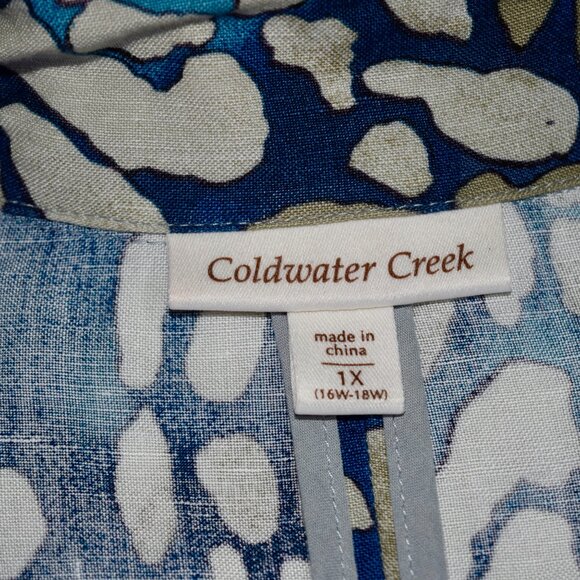 Coldwater Creek
made in
china
1X
(16W-18W)